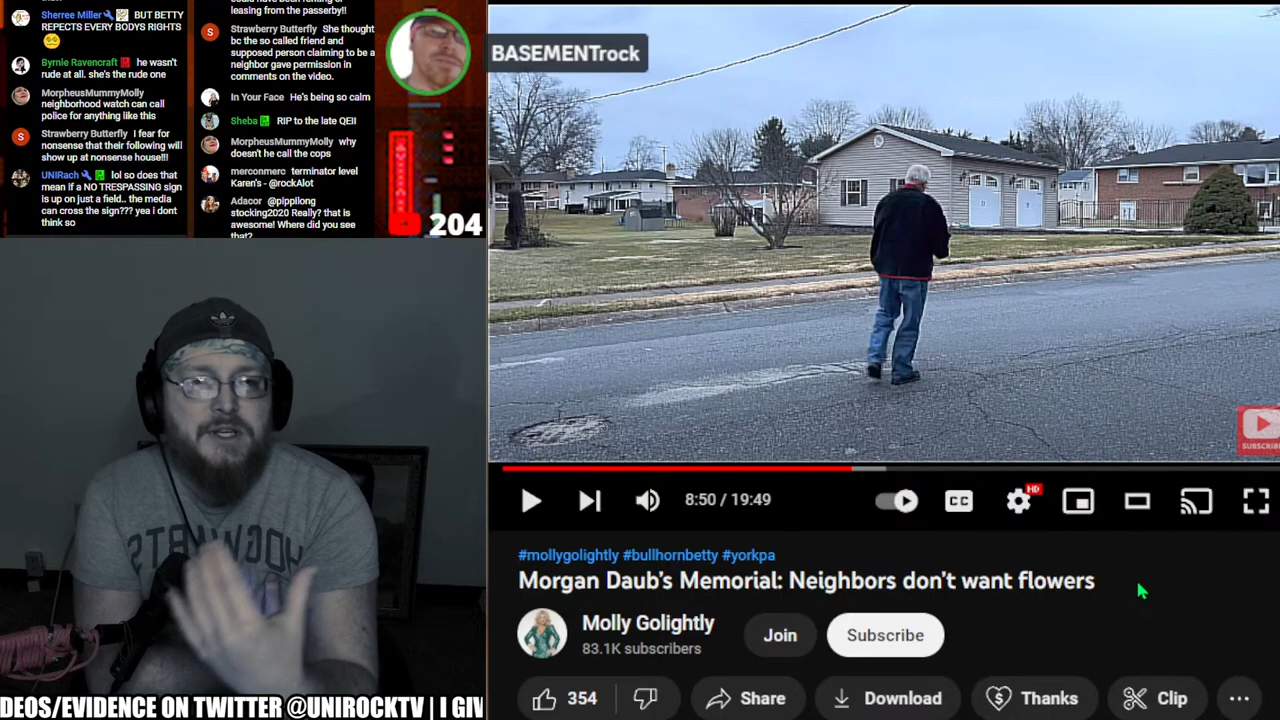 Sherree Miller BUT BETTY
REPECTS EVERY BODYS RIGHTS
Byrnie Ravencraft he wasn't
rude at all. she's the rude one
MorpheusMummyMolly
neighborhood watch can call
police for anything like this
Strawberry Butterfly I fear for
nonsense that their following will
show up at nonsense house!!!
UNIRach lol so does that
mean if a NO TRESPASSING sign
is up on just a field.. the media
can cross the sign??? yea i dont
think so
leasing from the passerby!!
Strawberry Butterfly She thought
bc the so called friend and
supposed person claiming to be a
neighbor gave permission in
comments on the video.
In Your Face He's being so calm
Sheba RIP to the late QEII
MorpheusMummyMolly why
doesn't he call the cops
merconmero terminator level
Karen's - @rockAlot
Adacor @pippilong
stocking2020 Really? that is
awesome! Where did you see
that?
204
BASEMENTrock
SUBSCRIB
8:50 / 19:49
CC
HD
#mollygolightly #bullhornbetty #yorkpa
Morgan Daub's Memorial: Neighbors don't want flowers
Molly Golightly
83.1K subscribers
Join
Subscribe
354
Share
Download
Thanks
Clip
HOGWARTS
DEOS/EVIDENCE ON TWITTER @UNIROCKTV | I GIV